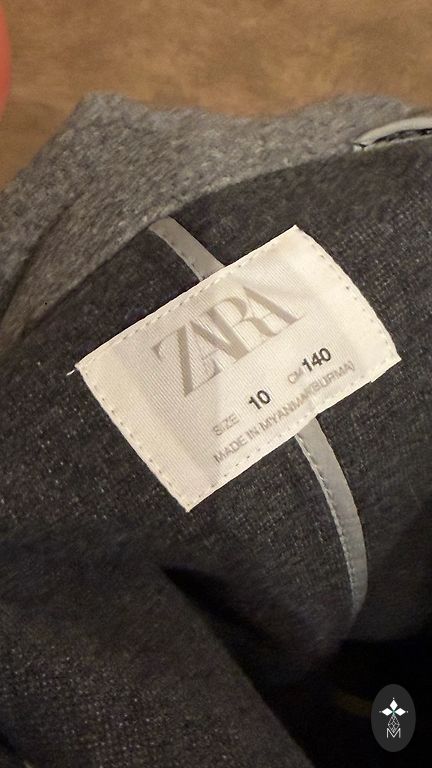 ZARA
SIZE 10 CM 140
MADE IN MYANMAR(BURMA)
M